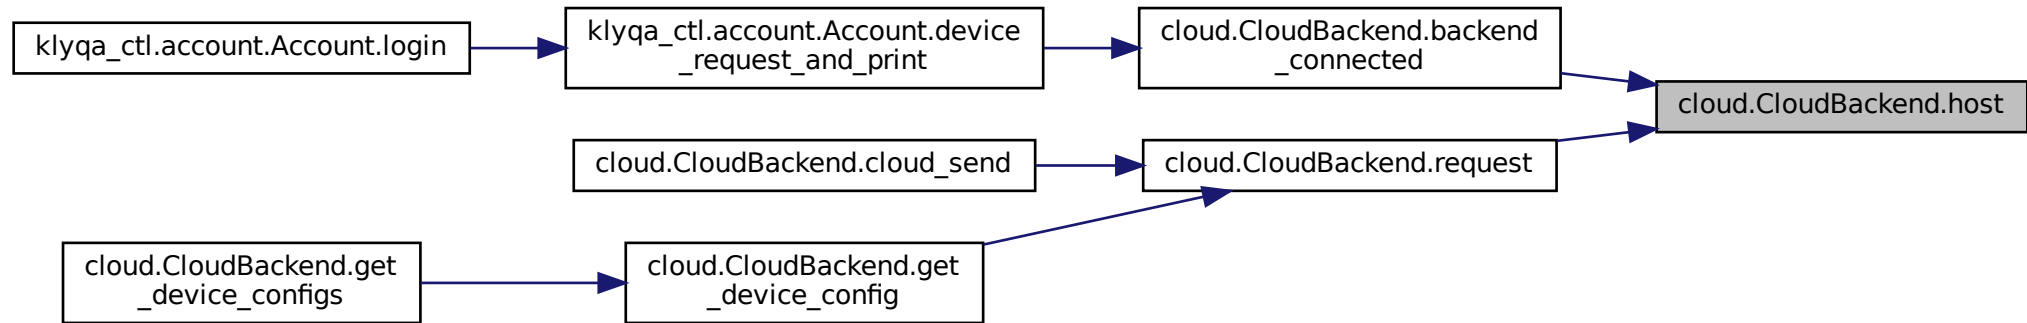 klyqa_ctl.account.Account.login
klyqa_ctl.account.Account.device
_request_and_print
cloud.CloudBackend.backend
_connected
cloud.CloudBackend.host
cloud.CloudBackend.cloud_send
cloud.CloudBackend.request
cloud.CloudBackend.get
_device_configs
cloud.CloudBackend.get
_device_config